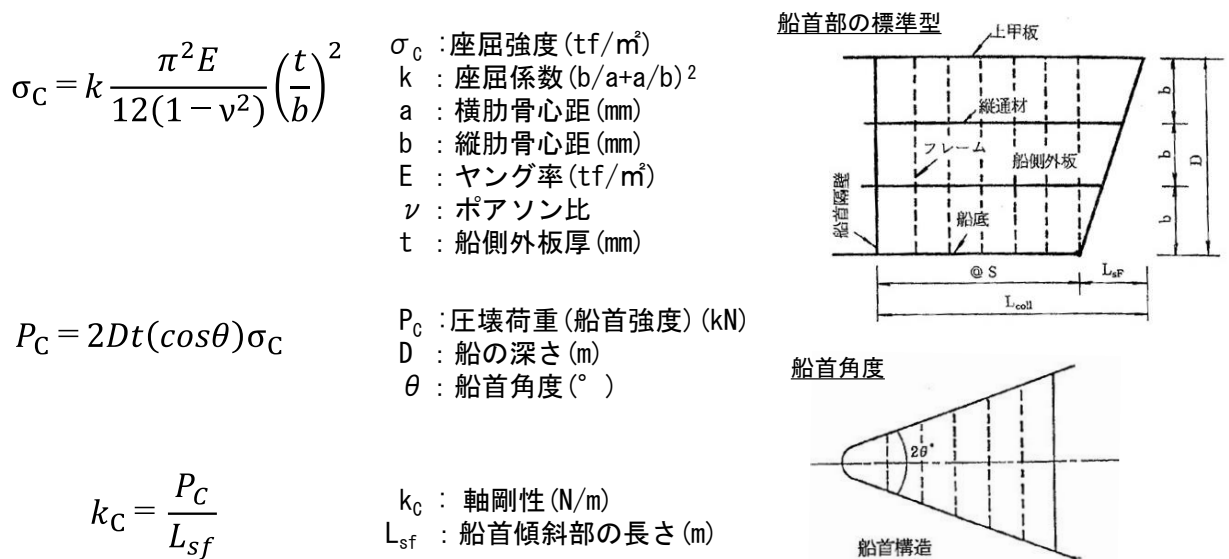 σ_C = k π²E / 12(1 − ν²) (t/b)²
σ_C :座屈強度(tf/㎡)
k : 座屈係数(b/a+a/b)²
a : 横肋骨心距(mm)
b : 縦肋骨心距(mm)
E : ヤング率(tf/㎡)
ν : ポアソン比
t : 船側外板厚(mm)
P_C = 2Dt(cosθ)σ_C
P_C : 圧壊荷重(船首強度)(kN)
D : 船の深さ(m)
θ : 船首角度(°)
k_C = P_C / L_sf
k_C : 軸剛性(N/m)
L_sf : 船首傾斜部の長さ(m)
船首部の標準型
上甲板
縦通材
フレーム
船側外板
船首隔壁
船底
b
b
b
D
@ S
L_SF
L_coll
船首角度
2θ°
船首構造